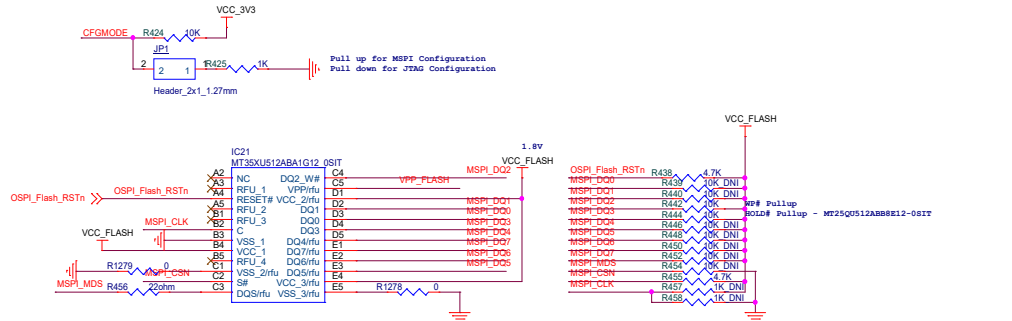 VCC_3V3
CFGMODE R424 10K
JP1
2 2 1 1 R425 1K
Pull up for MSPI Configuration
Pull down for JTAG Configuration
Header_2x1_1.27mm
VCC_FLASH
1.8V
VCC_FLASH
IC21
MT35XU512ABA1G12_0SIT
A2 NC DQ2_W# C4 MSPI_DQ2
A3 RFU_1 VPP/rfu C5 VPP_FLASH
OSPI_Flash_RSTn OSPI_Flash_RSTn A4 RESET# VCC_2/rfu D1
A5 RFU_2 DQ1 D2 MSPI_DQ1
B1 RFU_3 DQ0 D3 MSPI_DQ0
MSPI_CLK B2 C DQ3 D4 MSPI_DQ3
B3 VSS_1 DQ4/rfu D5 MSPI_DQ4
VCC_FLASH B4 VCC_1 DQ7/rfu E1 MSPI_DQ7
B5 RFU_4 DQ6/rfu E2 MSPI_DQ6
R1279 0 C1 VSS_2/rfu DQ5/rfu E3 MSPI_DQ5
MSPI_CSN C2 S# VCC_3/rfu E4
MSPI_MDS R456 22ohm C3 DQS/rfu VSS_3/rfu E5 R1278 0
OSPI_Flash_RSTn R438 4.7K
MSPI_DQ0 R439 10K_DNI
MSPI_DQ1 R440 10K_DNI
MSPI_DQ2 R442 10K WP# Pullup
MSPI_DQ3 R444 10K HOLD# Pullup - MT25QU512ABB8E12-0SIT
MSPI_DQ4 R446 10K_DNI
MSPI_DQ5 R448 10K_DNI
MSPI_DQ6 R450 10K_DNI
MSPI_DQ7 R452 10K_DNI
MSPI_MDS R454 10K_DNI
MSPI_CSN R455 4.7K
MSPI_CLK R457 1K_DNI
R458 1K_DNI